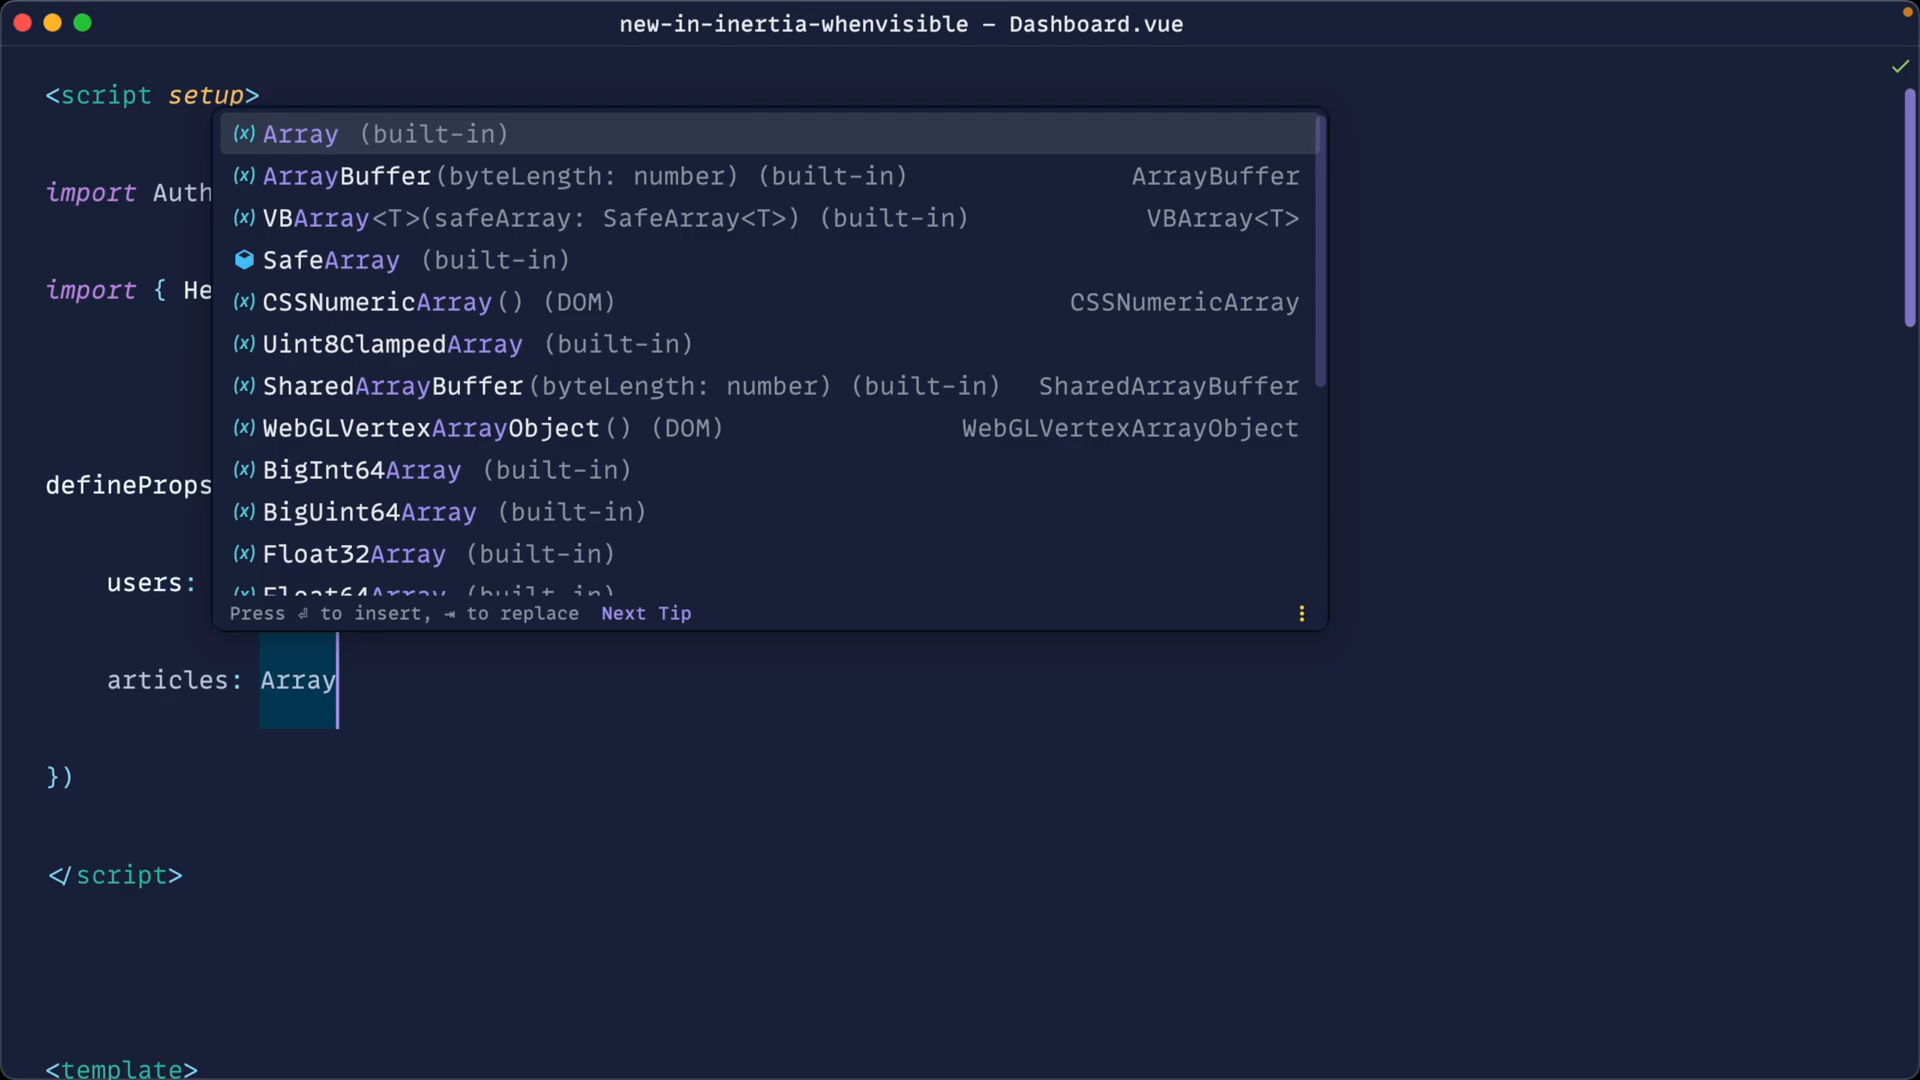 new-in-inertia-whenvisible – Dashboard.vue
<script setup>
import Auth
import { He
defineProps
users:
articles: Array
})
</script>
<template>
(x) Array (built-in)
(x) ArrayBuffer(byteLength: number) (built-in) ArrayBuffer
(x) VBArray<T>(safeArray: SafeArray<T>) (built-in) VBArray<T>
SafeArray (built-in)
(x) CSSNumericArray() (DOM) CSSNumericArray
(x) Uint8ClampedArray (built-in)
(x) SharedArrayBuffer(byteLength: number) (built-in) SharedArrayBuffer
(x) WebGLVertexArrayObject() (DOM) WebGLVertexArrayObject
(x) BigInt64Array (built-in)
(x) BigUint64Array (built-in)
(x) Float32Array (built-in)
(x) Float64Array (built-in)
Press ⏎ to insert, ⇥ to replace Next Tip